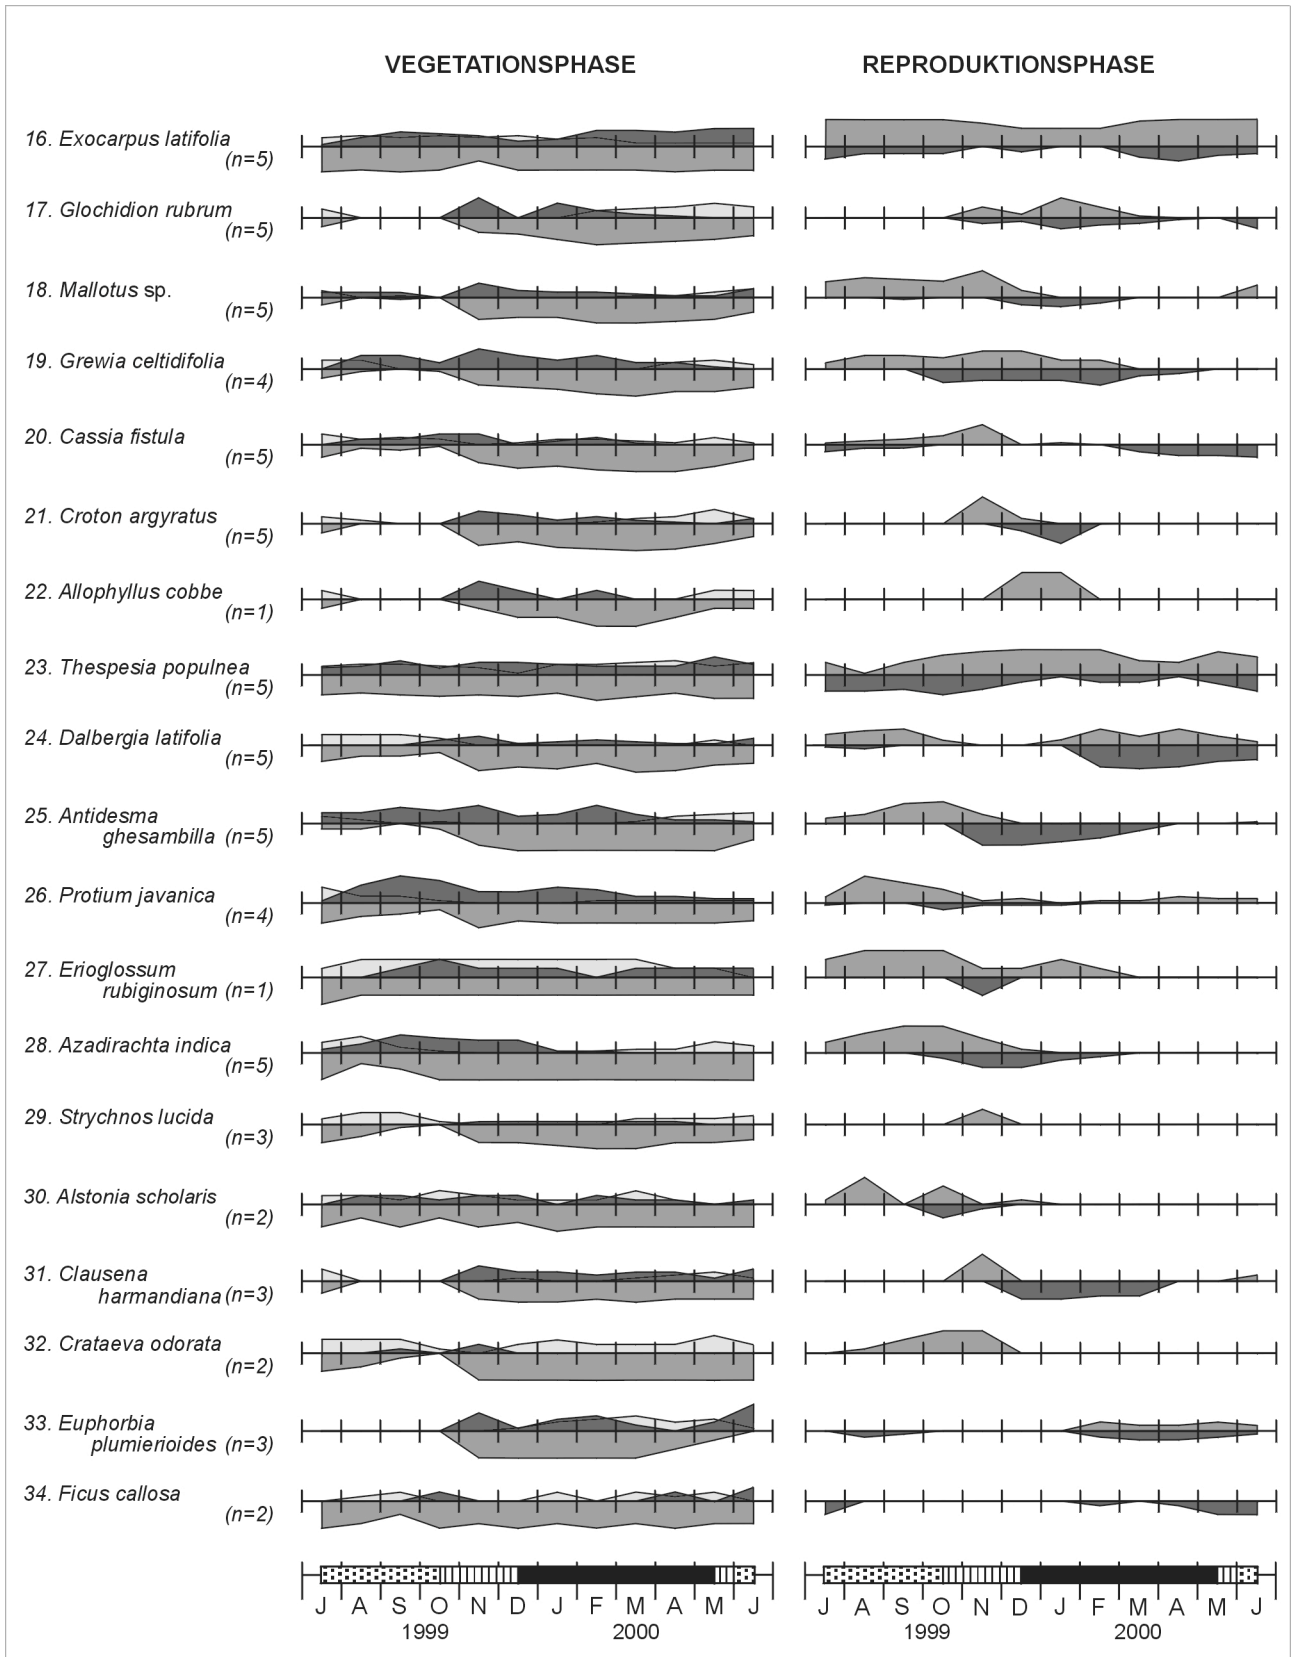 VEGETATIONSPHASE REPRODUKTIONSPHASE
16. Exocarpus latifolia
(n=5)
17. Glochidion rubrum
(n=5)
18. Mallotus sp.
(n=5)
19. Grewia celtidifolia
(n=4)
20. Cassia fistula
(n=5)
21. Croton argyratus
(n=5)
22. Allophyllus cobbe
(n=1)
23. Thespesia populnea
(n=5)
24. Dalbergia latifolia
(n=5)
25. Antidesma
ghesambilla (n=5)
26. Protium javanica
(n=4)
27. Erioglossum
rubiginosum (n=1)
28. Azadirachta indica
(n=5)
29. Strychnos lucida
(n=3)
30. Alstonia scholaris
(n=2)
31. Clausena
harmandiana (n=3)
32. Crataeva odorata
(n=2)
33. Euphorbia
plumierioides (n=3)
34. Ficus callosa
(n=2)
J A S O N D J F M A M J J A S O N D J F M A M J
1999 2000 1999 2000